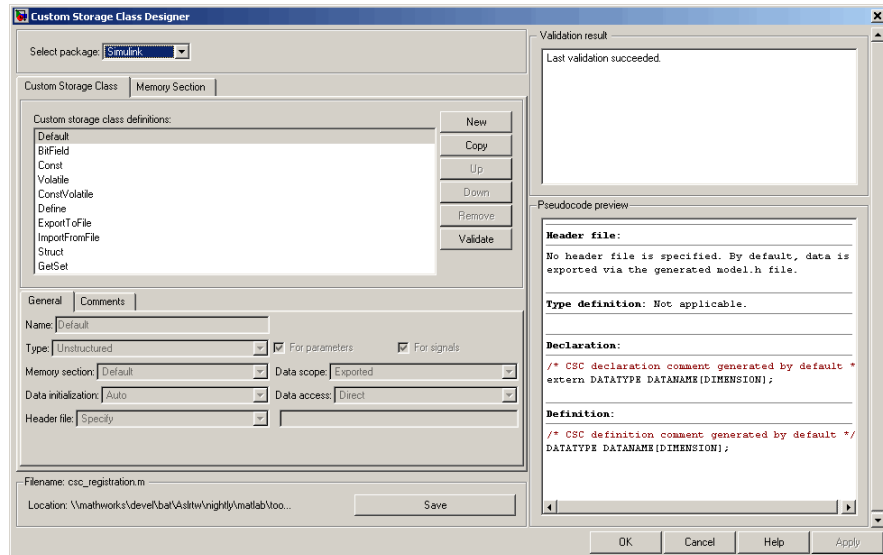 Custom Storage Class Designer
Select package: Simulink
Custom Storage Class Memory Section
Custom storage class definitions:
Default
BitField
Const
Volatile
ConstVolatile
Define
ExportToFile
ImportFromFile
Struct
GetSet
New
Copy
Up
Down
Remove
Validate
General Comments
Name: Default
Type: Unstructured For parameters For signals
Memory section: Default Data scope: Exported
Data initialization: Auto Data access: Direct
Header file: Specify
Filename: csc_registration.m
Location: \\mathworks\devel\bat\Aslrtw\nightly\matlab\too... Save
Validation result
Last validation succeeded.
Pseudocode preview
Header file:
No header file is specified. By default, data is
exported via the generated model.h file.
Type definition: Not applicable.
Declaration:
/* CSC declaration comment generated by default *
extern DATATYPE DATANAME[DIMENSION];
Definition:
/* CSC definition comment generated by default */
DATATYPE DATANAME[DIMENSION];
OK Cancel Help Apply